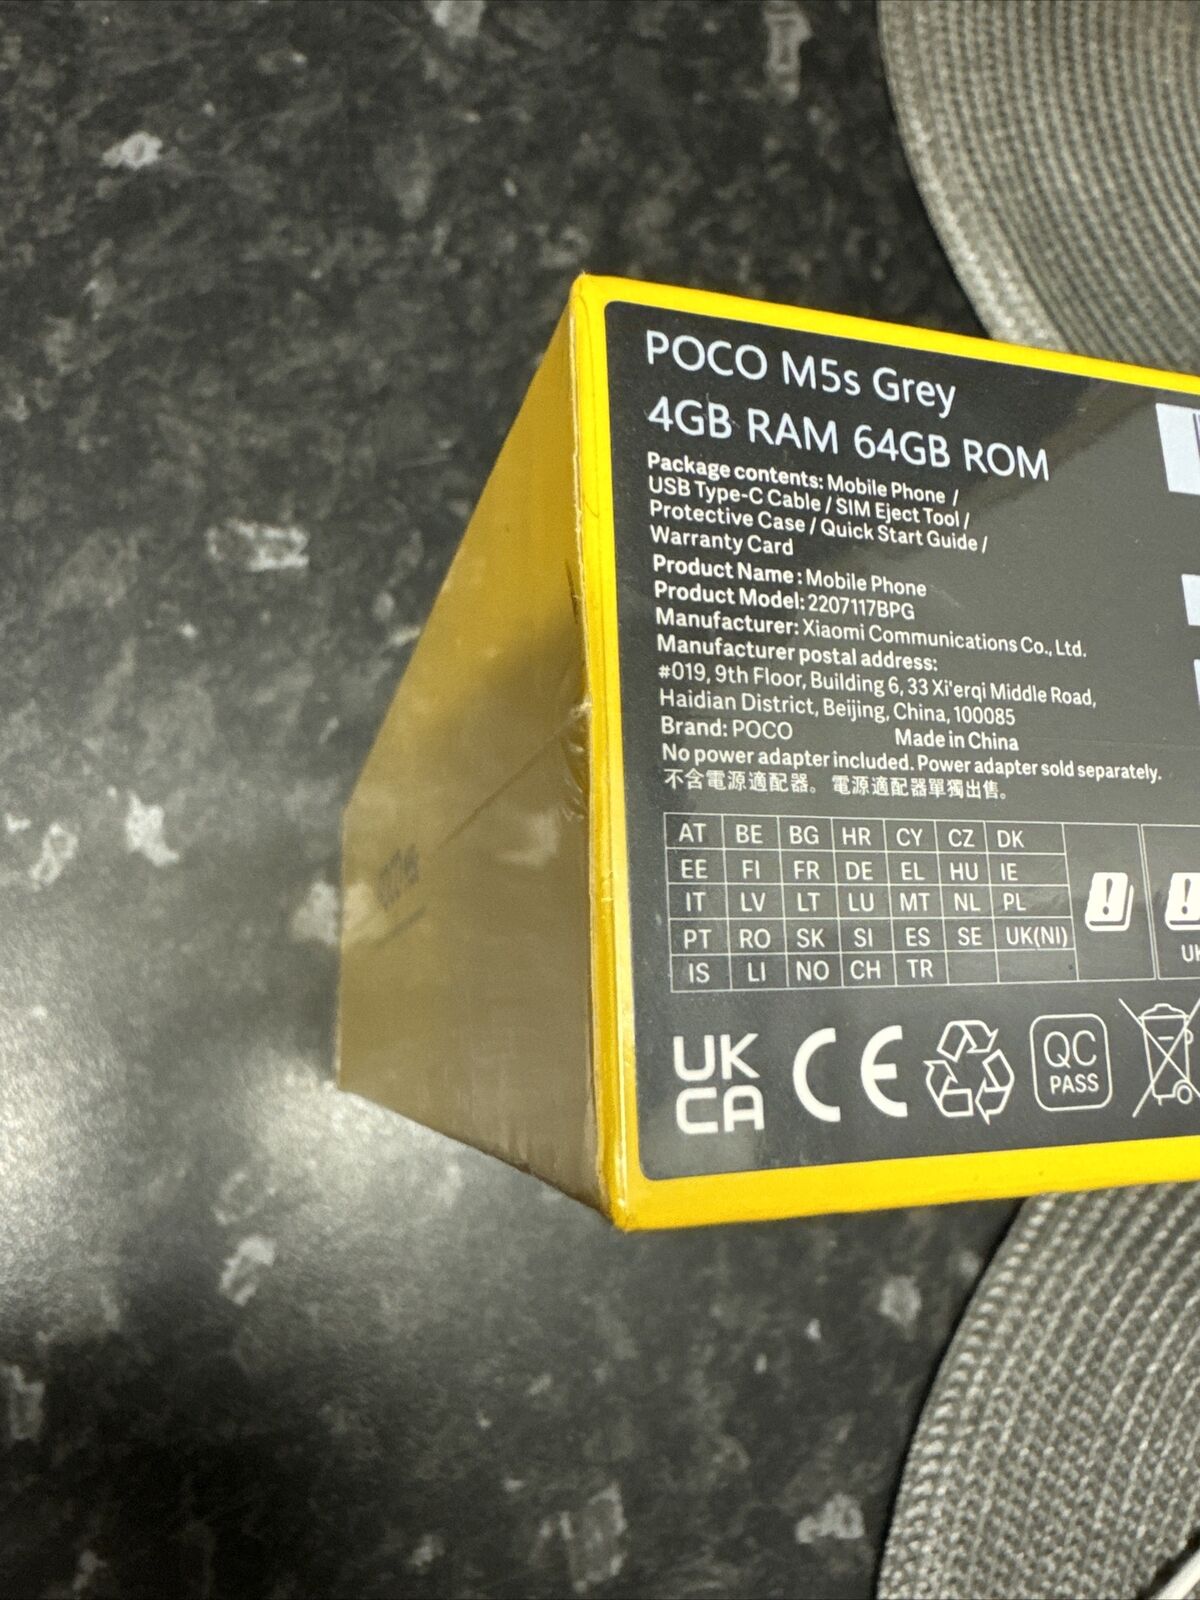 POCO M5s Grey
4GB RAM 64GB ROM
Package contents: Mobile Phone /
USB Type-C Cable / SIM Eject Tool /
Protective Case / Quick Start Guide /
Warranty Card
Product Name: Mobile Phone
Product Model: 2207117BPG
Manufacturer: Xiaomi Communications Co., Ltd.
Manufacturer postal address:
#019, 9th Floor, Building 6, 33 Xi'erqi Middle Road,
Haidian District, Beijing, China, 100085
Brand: POCO Made in China
No power adapter included. Power adapter sold separately.
不含電源適配器。 電源適配器單獨出售。
AT BE BG HR CY CZ DK
EE FI FR DE EL HU IE
IT LV LT LU MT NL PL
PT RO SK SI ES SE UK(NI)
IS LI NO CH TR
UK
CA
CE
QC
PASS